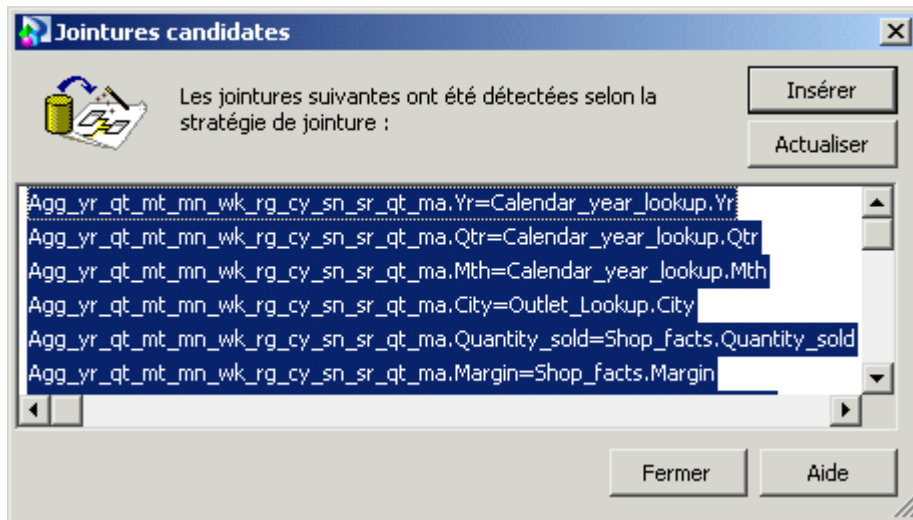 Jointures candidates
Les jointures suivantes ont été détectées selon la
stratégie de jointure :
Insérer
Actualiser
Agg_yr_qt_mt_mn_wk_rg_cy_sn_sr_qt_ma.Yr=Calendar_year_lookup.Yr
Agg_yr_qt_mt_mn_wk_rg_cy_sn_sr_qt_ma.Qtr=Calendar_year_lookup.Qtr
Agg_yr_qt_mt_mn_wk_rg_cy_sn_sr_qt_ma.Mth=Calendar_year_lookup.Mth
Agg_yr_qt_mt_mn_wk_rg_cy_sn_sr_qt_ma.City=Outlet_Lookup.City
Agg_yr_qt_mt_mn_wk_rg_cy_sn_sr_qt_ma.Quantity_sold=Shop_facts.Quantity_sold
Agg_yr_qt_mt_mn_wk_rg_cy_sn_sr_qt_ma.Margin=Shop_facts.Margin
Fermer
Aide